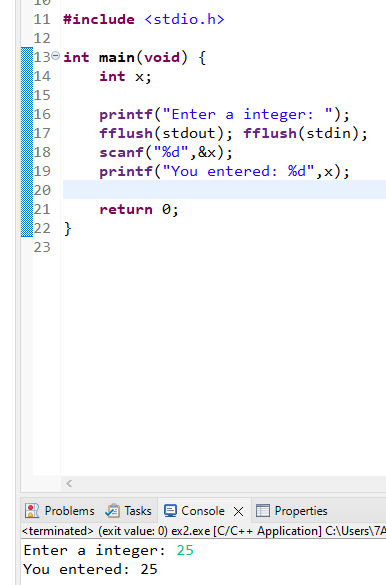 10
11 #include <stdio.h>
12
13 int main(void) {
14     int x;
15
16     printf("Enter a integer: ");
17     fflush(stdout); fflush(stdin);
18     scanf("%d",&x);
19     printf("You entered: %d",x);
20
21     return 0;
22 }
23
Problems Tasks Console Properties
<terminated> (exit value: 0) ex2.exe [C/C++ Application] C:\Users\7A
Enter a integer: 25
You entered: 25